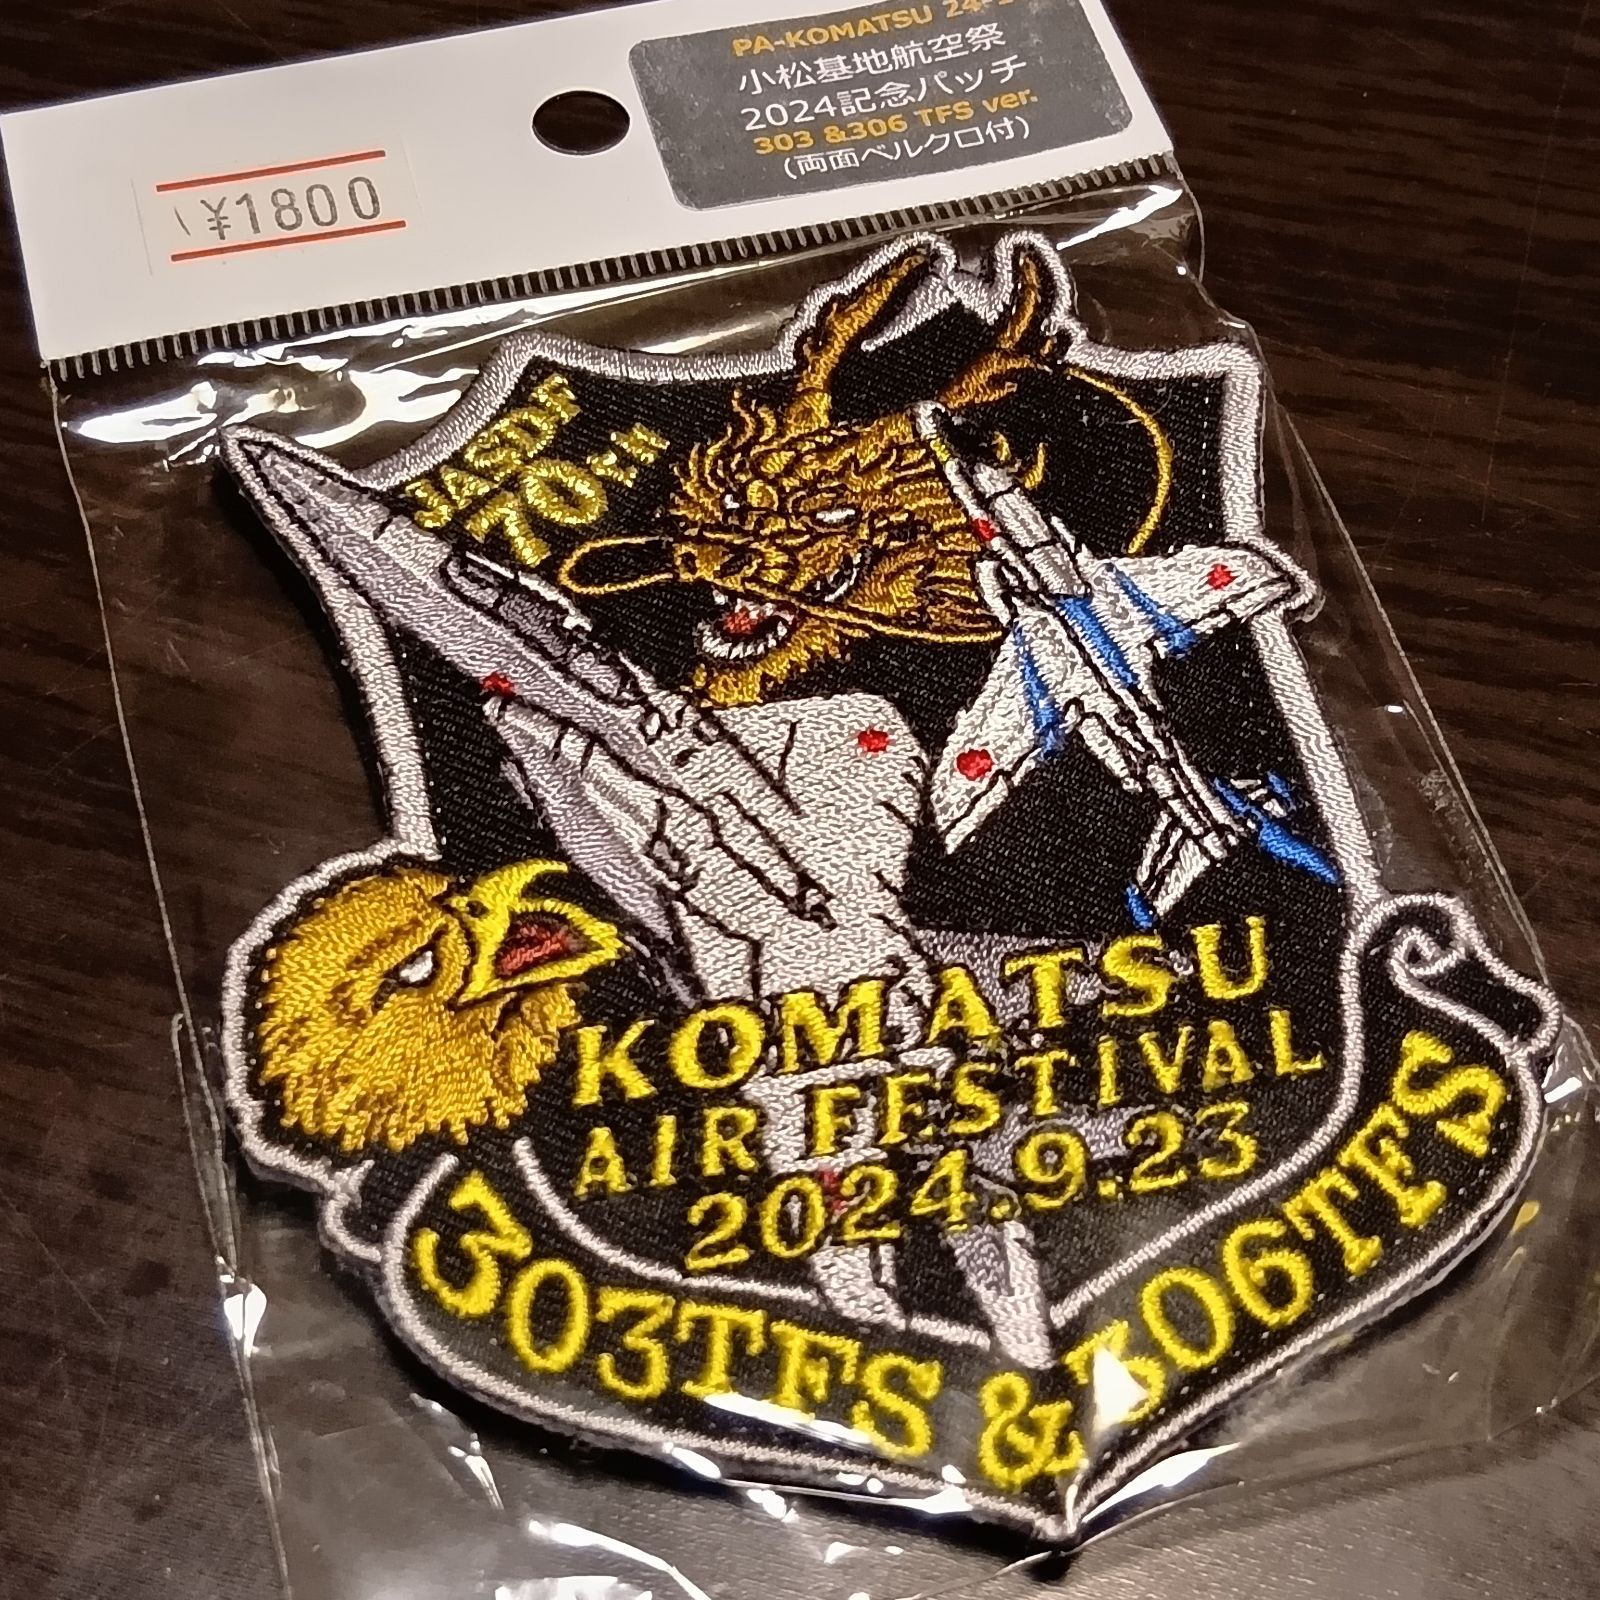 PA-KOMATSU 24-1
小松基地航空祭
2024記念パッチ
303 &306 TFS ver.
(両面ベルクロ付)
¥1800
JASDF
70th
KOMATSU
AIR FESTIVAL
2024.9.23
303TFS & 306TFS